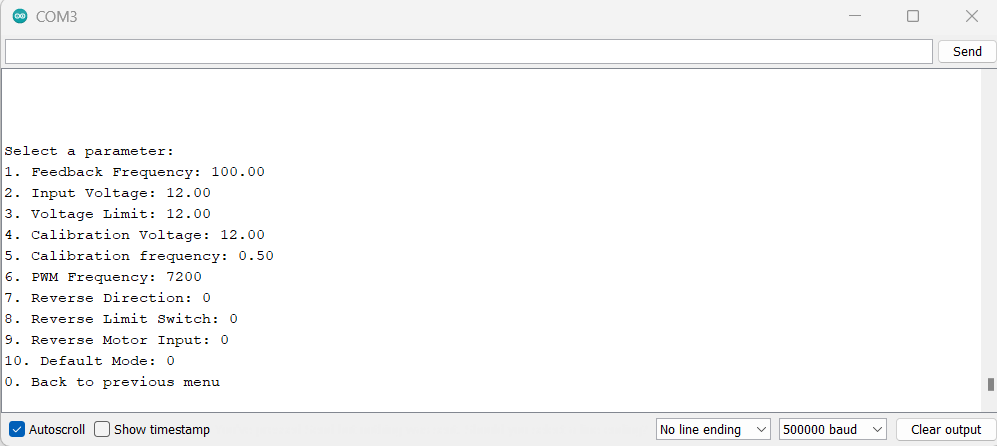 COM3
Send
Select a parameter:
1. Feedback Frequency: 100.00
2. Input Voltage: 12.00
3. Voltage Limit: 12.00
4. Calibration Voltage: 12.00
5. Calibration frequency: 0.50
6. PWM Frequency: 7200
7. Reverse Direction: 0
8. Reverse Limit Switch: 0
9. Reverse Motor Input: 0
10. Default Mode: 0
0. Back to previous menu
Autoscroll Show timestamp No line ending 500000 baud Clear output